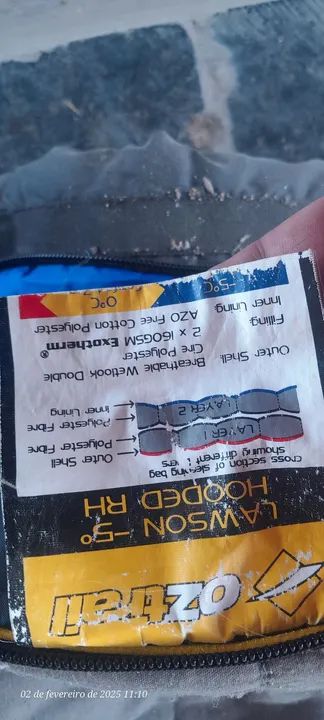 oztrail
LAWSON -5°
HOODED RH
cross section of sleeping bag
showing different layers
Outer Shell
Polyester Fibre
Polyester Fibre
Inner Lining
LAYER 1
LAYER 2
Outer Shell: Breathable Wetlook Double
Cire Polyester
Filling: 2 x 160GSM Exotherm®
Inner Lining: AZO Free Cotton Polyester
-5°C
0°C
02 de fevereiro de 2025 11:10